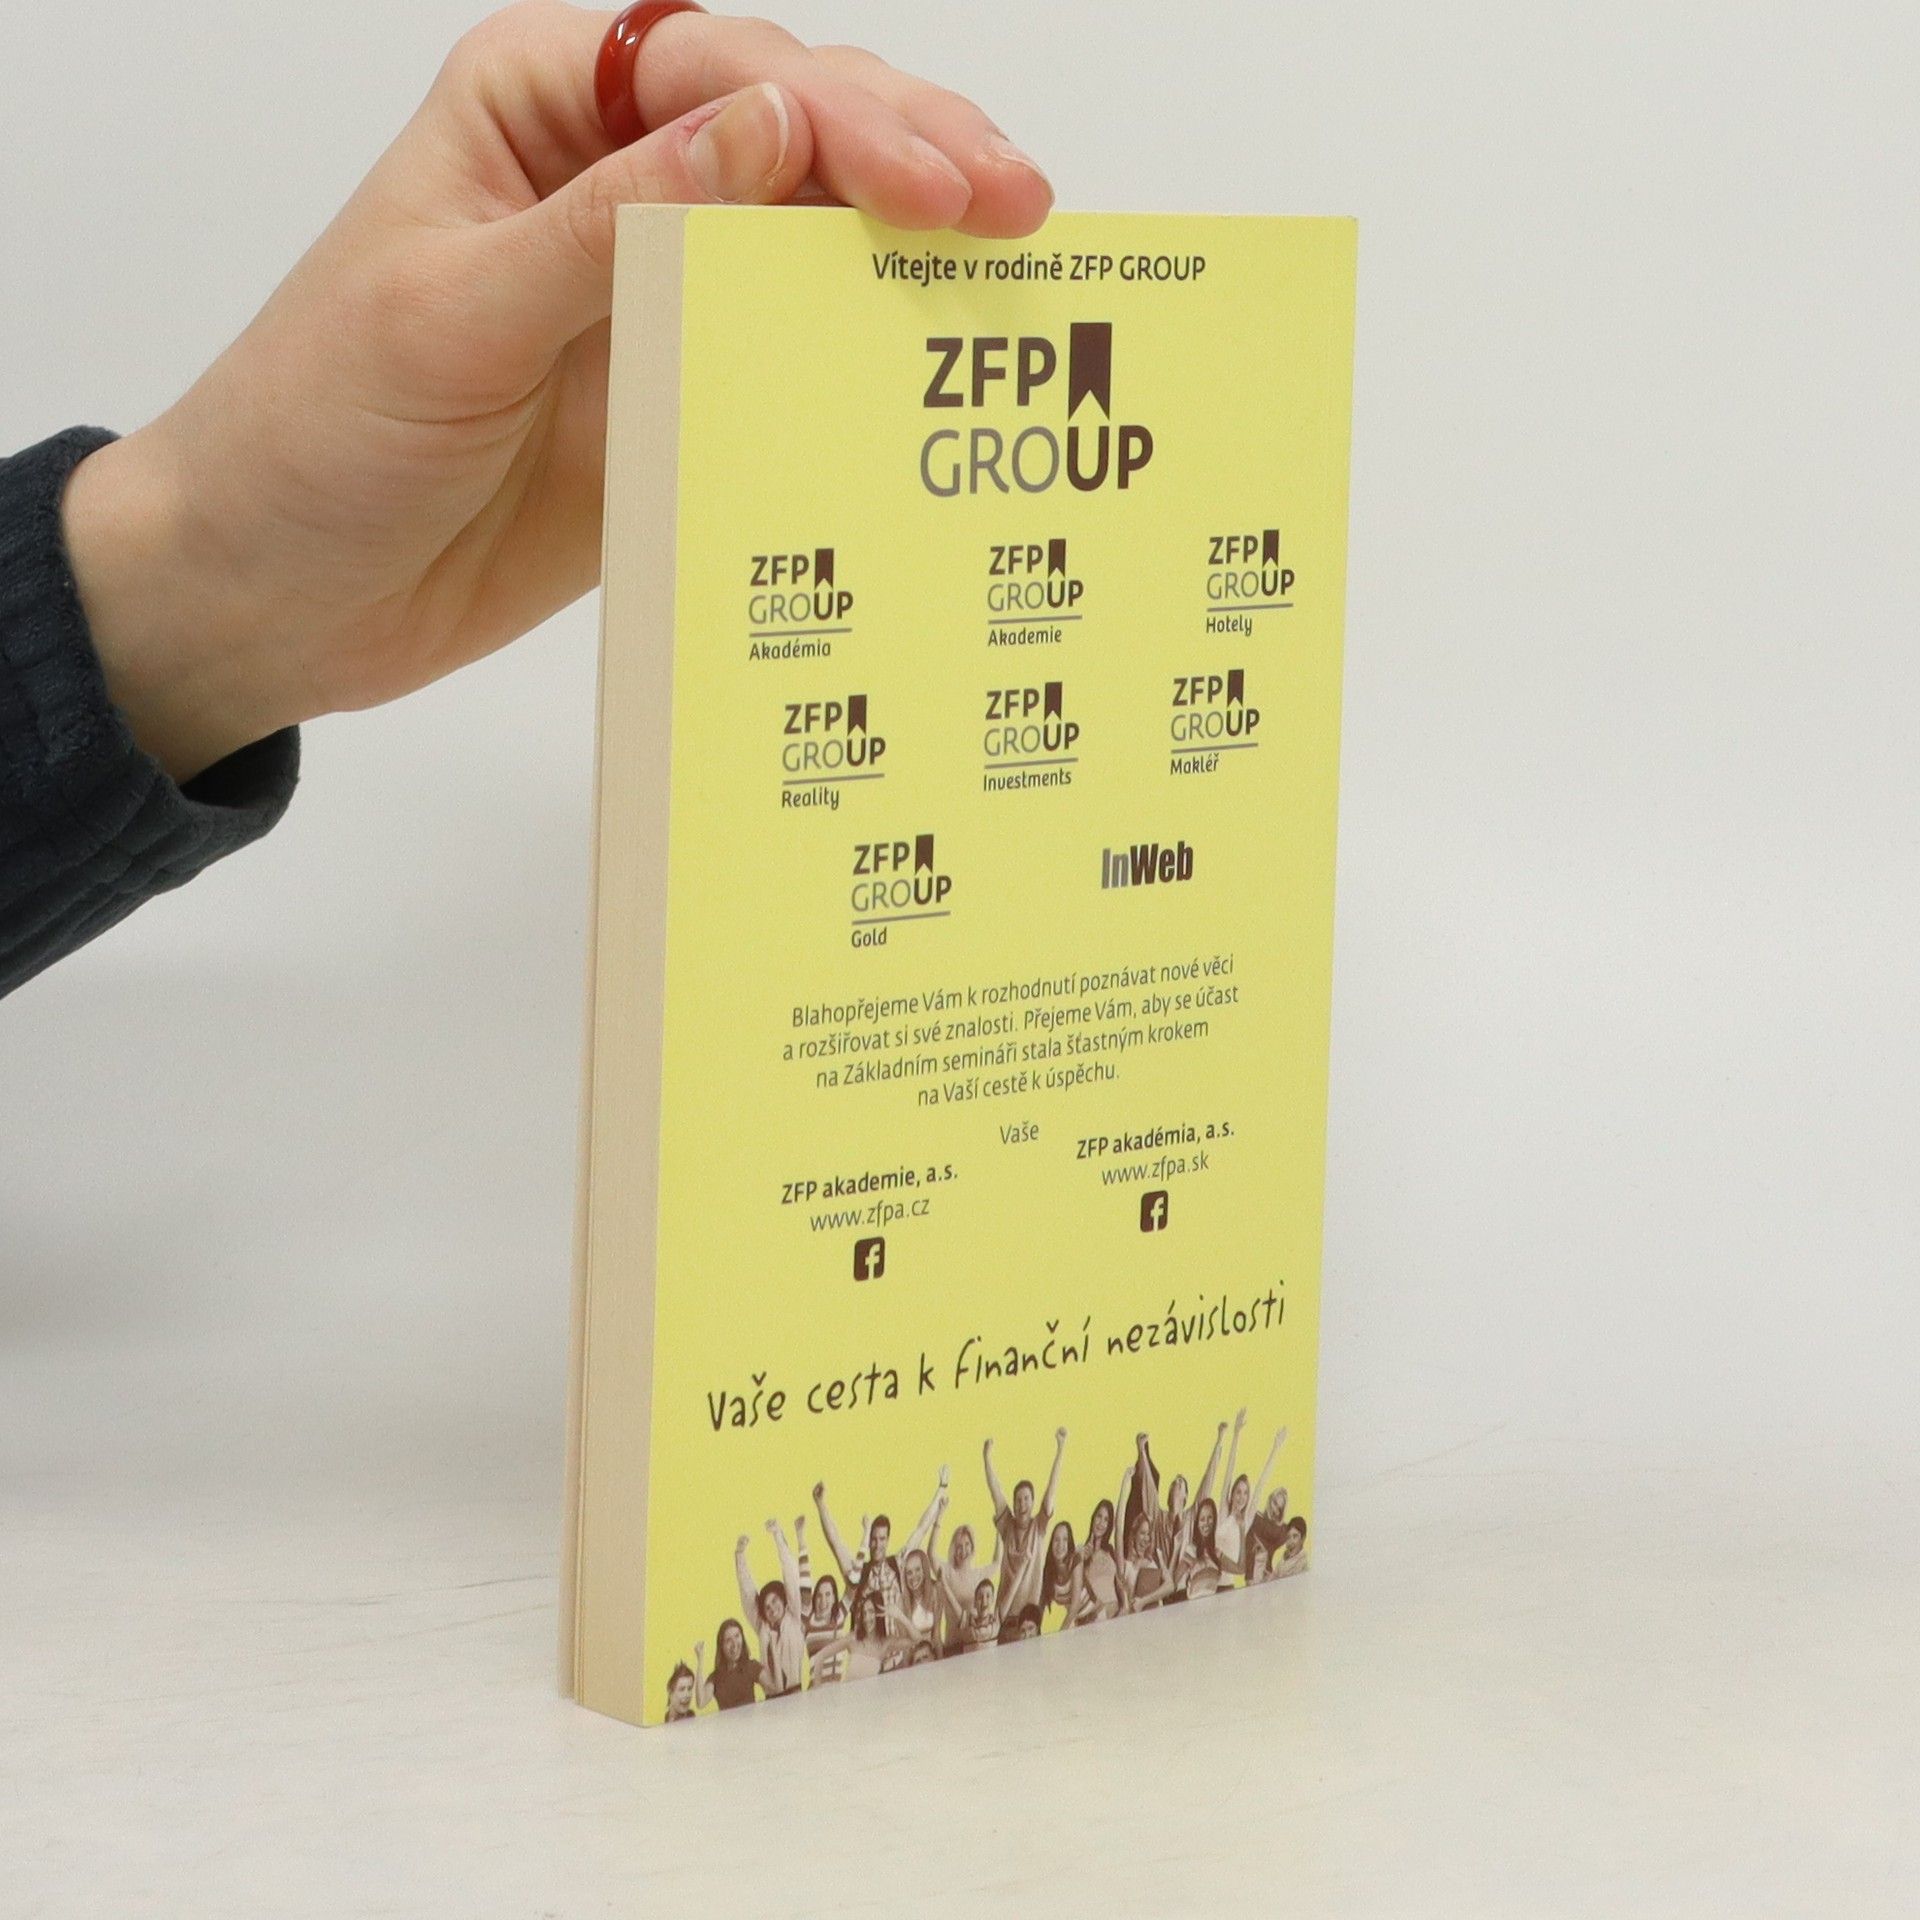 Vítejte v rodině ZFP GROUP
ZFP
GROUP
ZFP
GROUP
Akadémia
ZFP
GROUP
Akademie
ZFP
GROUP
Hotely
ZFP
GROUP
Reality
ZFP
GROUP
Investments
ZFP
GROUP
Makléř
ZFP
GROUP
Gold
InWeb
Blahopřejeme Vám k rozhodnutí poznávat nové věci
a rozšiřovat si své znalosti. Přejeme Vám, aby se účast
na Základním semináři stala šťastným krokem
na Vaší cestě k úspěchu.
Vaše
ZFP akademie, a.s.
www.zfpa.cz
f
ZFP akadémia, a.s.
www.zfpa.sk
f
Vaše cesta k finanční nezávislosti